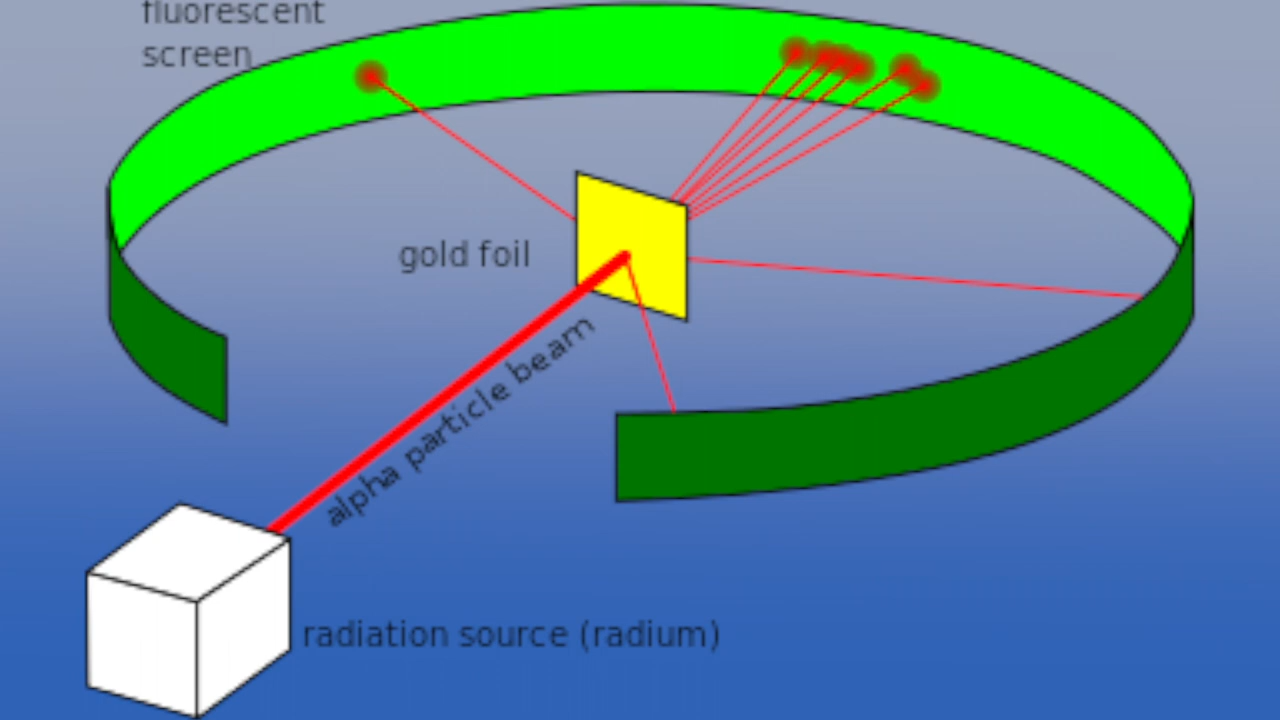 fluorescent
screen
gold foil
alpha particle beam
radiation source (radium)